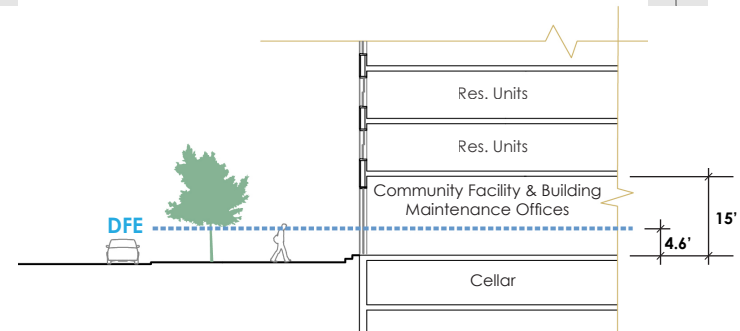 Res. Units
Res. Units
Community Facility & Building
Maintenance Offices
15'
DFE
4.6'
Cellar